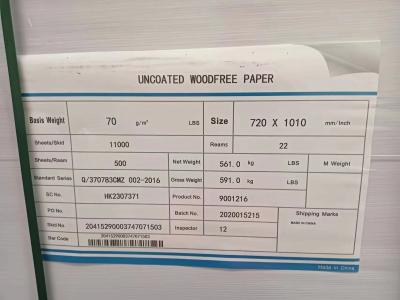 UNCOATED WOODFREE PAPER
Basis Weight 70 g/m² LBS Size 720 X 1010 mm/Inch
Sheets/Skid 11000 Reams 22
Sheets/Ream 500 Net Weight 561.0 kg LBS M Weight
Standard Series Q/370783CMZ 002-2016 Gross Weight 591.0 kg LBS
SC No. HK2307371 Product No. 9001216
PO No. Batch No. 2020015215 Shipping Marks
Skid No. 20415290003747071503 Inspector 12 MADE IN CHINA
Bar Code 20415290003747071503
Made in China